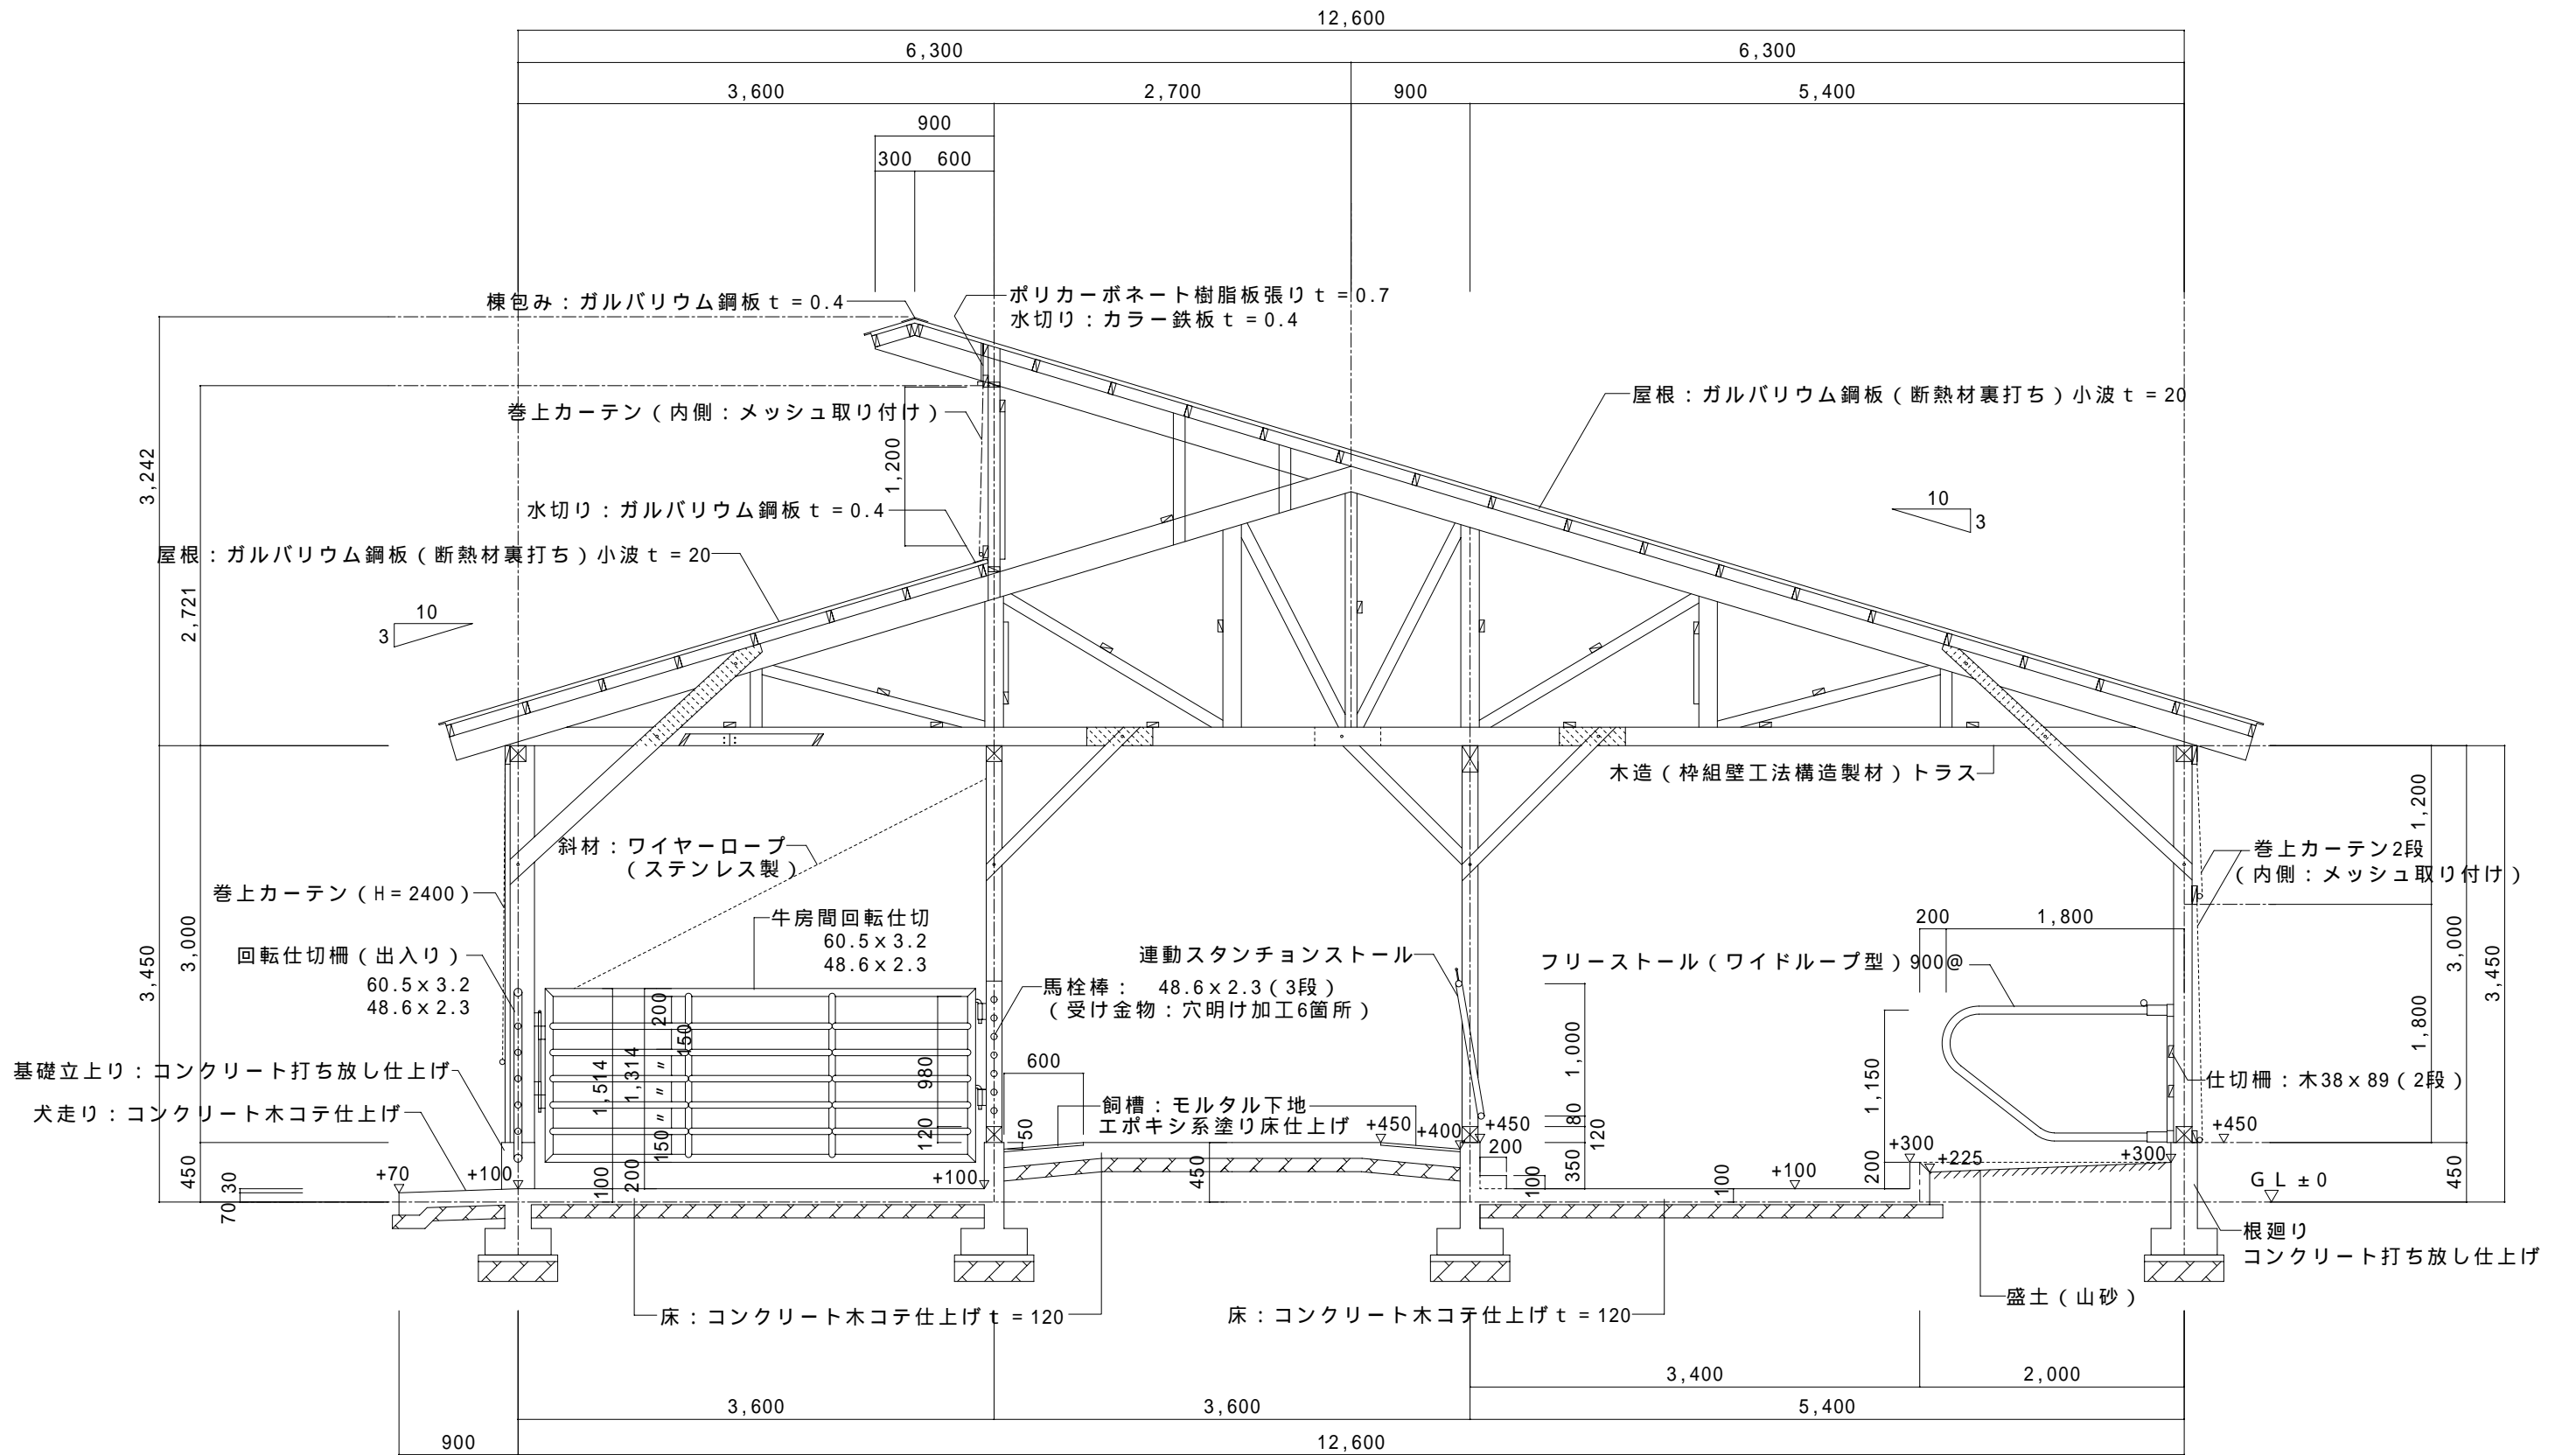 12,600
6,300
6,300
3,600
2,700
900
5,400
900
300
600
棟包み：ガルバリウム鋼板ｔ=0.4
ポリカーボネート樹脂板張りｔ=0.7
水切り：カラー鉄板ｔ=0.4
巻上カーテン（内側：メッシュ取り付け）
屋根：ガルバリウム鋼板（断熱材裏打ち）小波ｔ=20
1,200
3,242
水切り：ガルバリウム鋼板ｔ=0.4
10
3
屋根：ガルバリウム鋼板（断熱材裏打ち）小波ｔ=20
2,721
10
3
木造（枠組壁工法構造製材）トラス
1,200
斜材：ワイヤーロープ
（ステンレス製）
巻上カーテン2段
（内側：メッシュ取り付け）
巻上カーテン（H=2400）
3,450
3,000
牛房間回転仕切
60.5×3.2
48.6×2.3
200
1,800
3,000
3,450
回転仕切柵（出入り）
60.5×3.2
48.6×2.3
連動スタンチョンストール
フリーストール（ワイドループ型）900@
馬栓棒：　48.6×2.3（3段）
（受け金物：穴明け加工6箇所）
200
150
〃
〃
〃
150
1,514
1,314
980
120
600
1,000
80
120
1,150
1,800
基礎立上り：コンクリート打ち放し仕上げ
仕切柵：木38×89（2段）
犬走り：コンクリート木コテ仕上げ
飼槽：モルタル下地
エポキシ系塗り床仕上げ
50
+450
+400
+450
200
+450
+300
+225
+300
450
30
70
+70
+100
100
200
+100
450
100
350
100
+100
200
ＧＬ±0
450
根廻り
コンクリート打ち放し仕上げ
盛土（山砂）
床：コンクリート木コテ仕上げｔ=120
床：コンクリート木コテ仕上げｔ=120
3,400
2,000
3,600
3,600
5,400
900
12,600